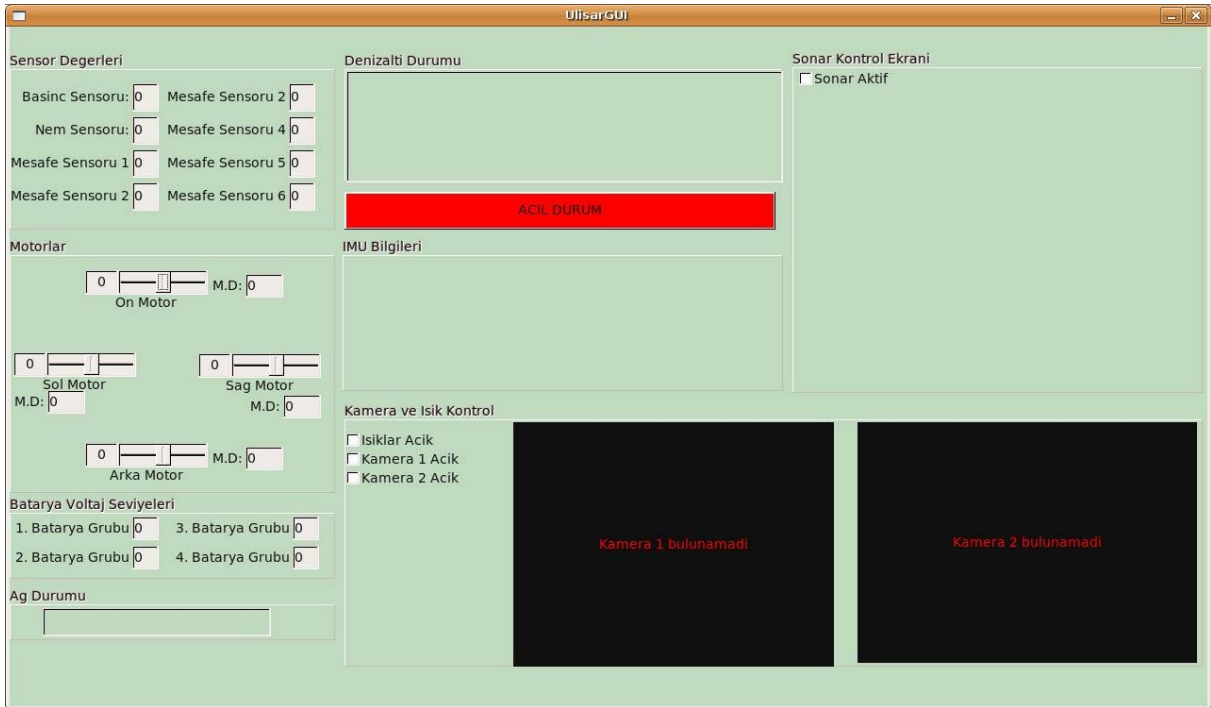 UlisarGUI
Sensor Degerleri
Basinc Sensoru: 0 Mesafe Sensoru 2 0
Nem Sensoru: 0 Mesafe Sensoru 4 0
Mesafe Sensoru 1 0 Mesafe Sensoru 5 0
Mesafe Sensoru 2 0 Mesafe Sensoru 6 0
Motorlar
0 M.D: 0
On Motor
0
Sol Motor
M.D: 0
0
Sag Motor
M.D: 0
0 M.D: 0
Arka Motor
Batarya Voltaj Seviyeleri
1. Batarya Grubu 0 3. Batarya Grubu 0
2. Batarya Grubu 0 4. Batarya Grubu 0
Ag Durumu
Denizalti Durumu
ACIL DURUM
IMU Bilgileri
Sonar Kontrol Ekrani
Sonar Aktif
Kamera ve Isik Kontrol
Isiklar Acik
Kamera 1 Acik
Kamera 2 Acik
Kamera 1 bulunamadi
Kamera 2 bulunamadi